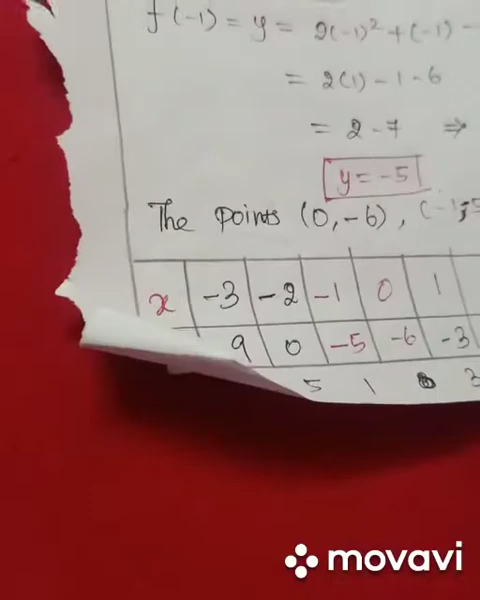 f(-1) = y = 2(-1)² + (-1) -
= 2(1) - 1 - 6
= 2 - 7 ⇒
y = -5
The points (0, -6), (-1,
x -3 -2 -1 0 1
9 0 -5 -6 -3
5 1
movavi